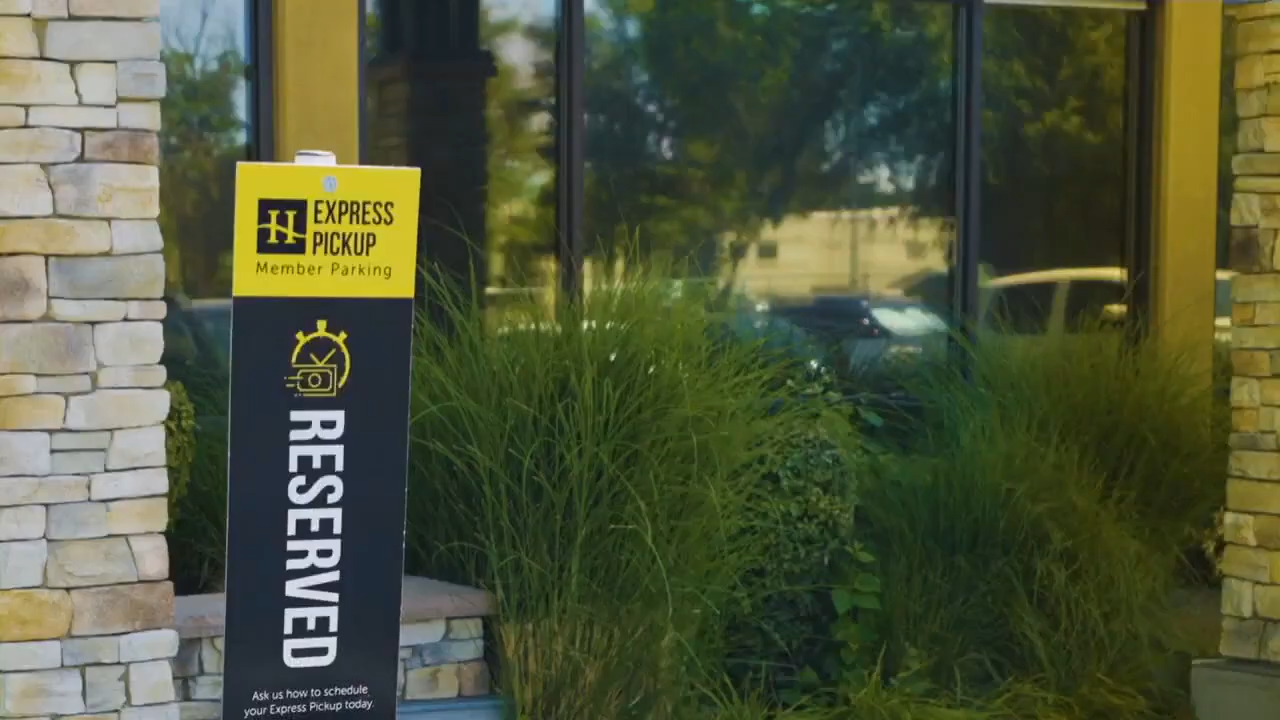 H EXPRESS
PICKUP
Member Parking
RESERVED
Ask us how to schedule
your Express Pickup today.